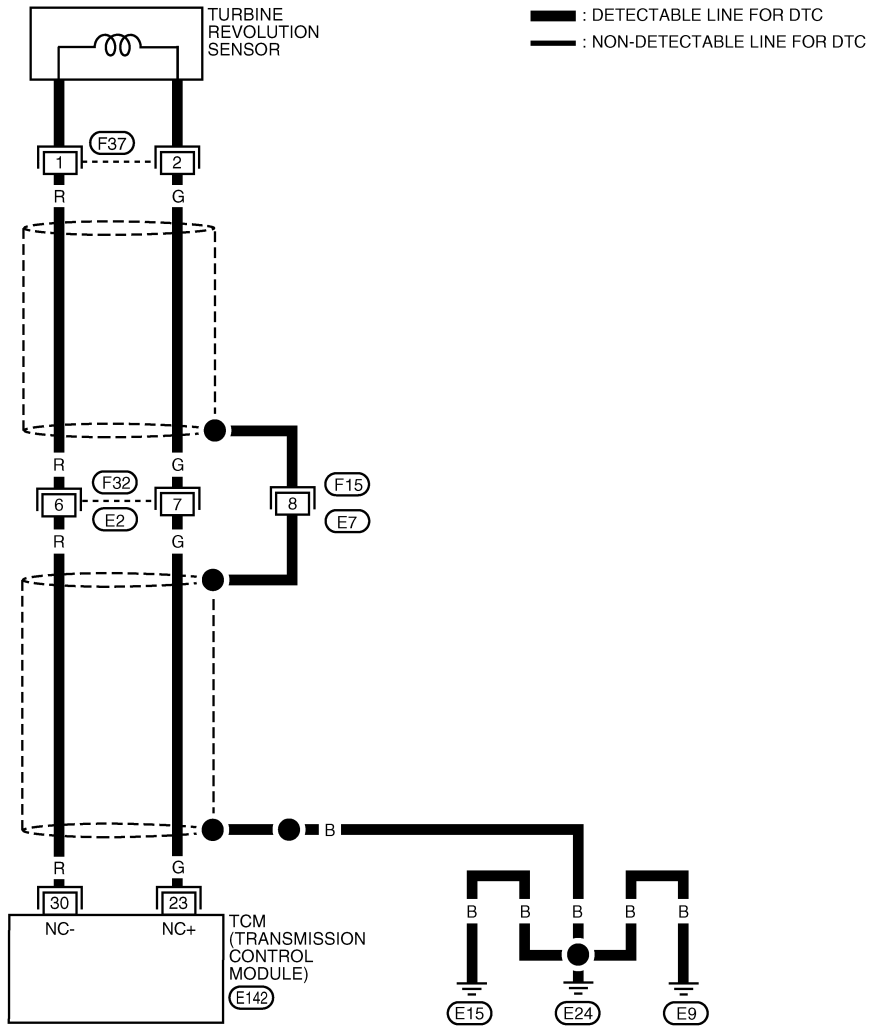 TURBINE
REVOLUTION
SENSOR
: DETECTABLE LINE FOR DTC
: NON-DETECTABLE LINE FOR DTC
F37
1 2
R G
R G
F32
F15
6 7 8
E2
E7
R G
B
R G
30 23
NC- NC+
TCM
(TRANSMISSION
CONTROL
MODULE)
E142
B B B B B
E15 E24 E9